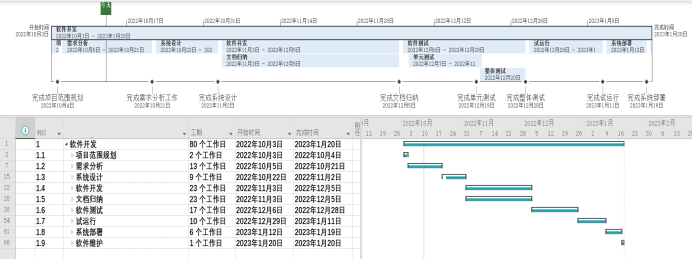 今天
2022年10月17日 2022年10月31日 2022年11月14日 2022年11月28日 2022年12月12日 2022年12月26日 2023年1月9日
开始时间
2022年10月3日
完成时间
2023年1月20日
软件开发
2022年10月3日 - 2023年1月20日
需求分析
2022年10月5日 - 2022年10月21日
系统设计
2022年10月22日 - 202
软件开发
2022年11月3日 - 2022年12月5日
软件测试
2022年12月6日 - 2022年12月28日
试运行
2022年12月29日 - 2023年1
系统部署
2023年1月12日
文档归纳
2022年11月3日 - 2022年12月5日
单元测试
2022年12月7日 - 2022年12
整体测试
2022年12月20日
完成项目范围规划
2022年10月4日
完成需求分析工作
2022年10月21日
完成系统设计
2022年11月2日
完成文档归纳
2022年12月5日
完成单元测试
2022年12月19日
完成整体测试
2022年12月28日
完成试运行
2023年1月11日
完成系统部署
2023年1月19日
WBS 工期 开始时间 完成时间
2022年10月 2022年11月 2022年12月 2023年1月 2023年2月
12 19 26 3 10 17 24 31 7 14 21 28 5 12 19 26 2 9 16 23 30 6 13 20
1 1 软件开发 80 个工作日 2022年10月3日 2023年1月20日
2 1.1 项目范围规划 2 个工作日 2022年10月3日 2022年10月4日
7 1.2 需求分析 13 个工作日 2022年10月5日 2022年10月21日
15 1.3 系统设计 9 个工作日 2022年10月22日 2022年11月2日
22 1.4 软件开发 23 个工作日 2022年11月3日 2022年12月5日
28 1.5 文档归纳 23 个工作日 2022年11月3日 2022年12月5日
38 1.6 软件测试 17 个工作日 2022年12月6日 2022年12月28日
54 1.7 试运行 10 个工作日 2022年12月29日 2023年1月11日
61 1.8 系统部署 6 个工作日 2023年1月12日 2023年1月19日
68 1.9 软件维护 1 个工作日 2023年1月20日 2023年1月20日